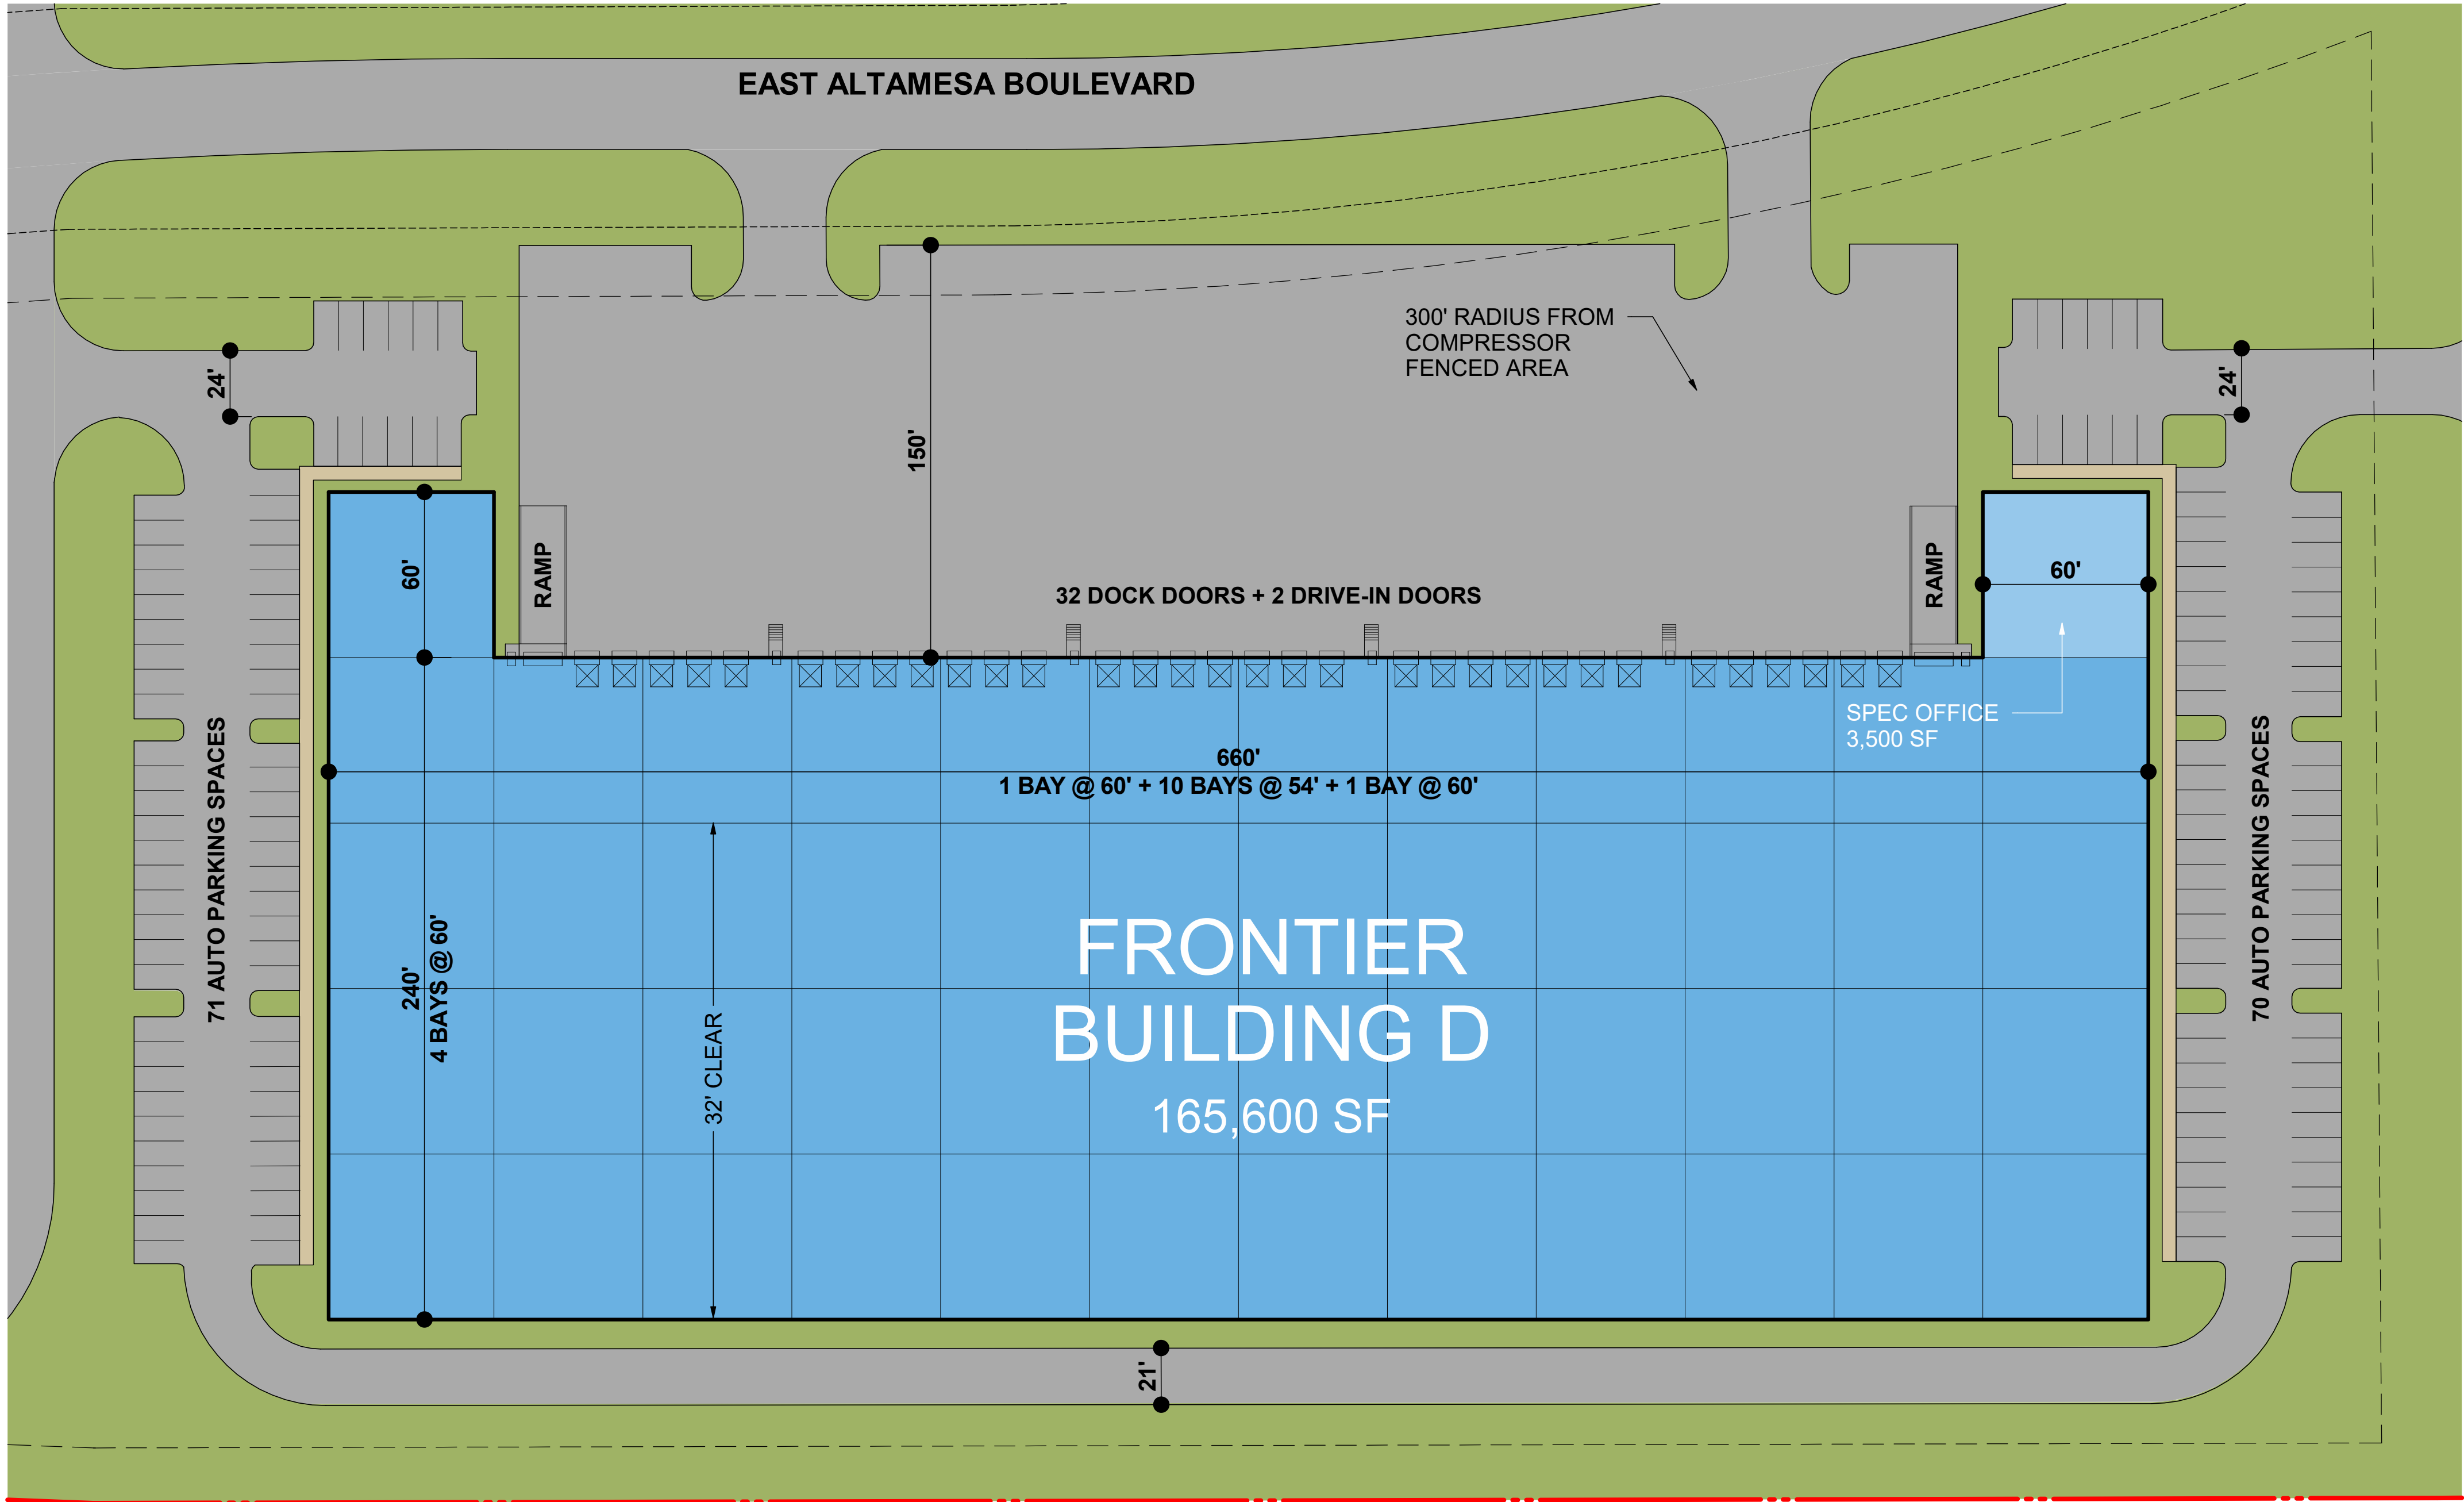 EAST ALTAMESA BOULEVARD
300' RADIUS FROM
COMPRESSOR
FENCED AREA
24'
24'
150'
60'
RAMP
32 DOCK DOORS + 2 DRIVE-IN DOORS
RAMP
60'
SPEC OFFICE
3,500 SF
660'
1 BAY @ 60' + 10 BAYS @ 54' + 1 BAY @ 60'
71 AUTO PARKING SPACES
240'
4 BAYS @ 60'
32' CLEAR
FRONTIER
BUILDING D
165,600 SF
70 AUTO PARKING SPACES
21'